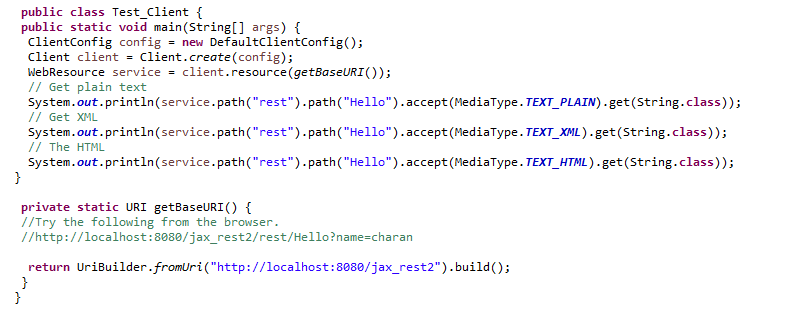 public class Test_Client {
public static void main(String[] args) {
ClientConfig config = new DefaultClientConfig();
Client client = Client.create(config);
WebResource service = client.resource(getBaseURI());
// Get plain text
System.out.println(service.path("rest").path("Hello").accept(MediaType.TEXT_PLAIN).get(String.class));
// Get XML
System.out.println(service.path("rest").path("Hello").accept(MediaType.TEXT_XML).get(String.class));
// The HTML
System.out.println(service.path("rest").path("Hello").accept(MediaType.TEXT_HTML).get(String.class));
}
private static URI getBaseURI() {
//Try the following from the browser.
//http://localhost:8080/jax_rest2/rest/Hello?name=charan
return UriBuilder.fromUri("http://localhost:8080/jax_rest2").build();
}
}